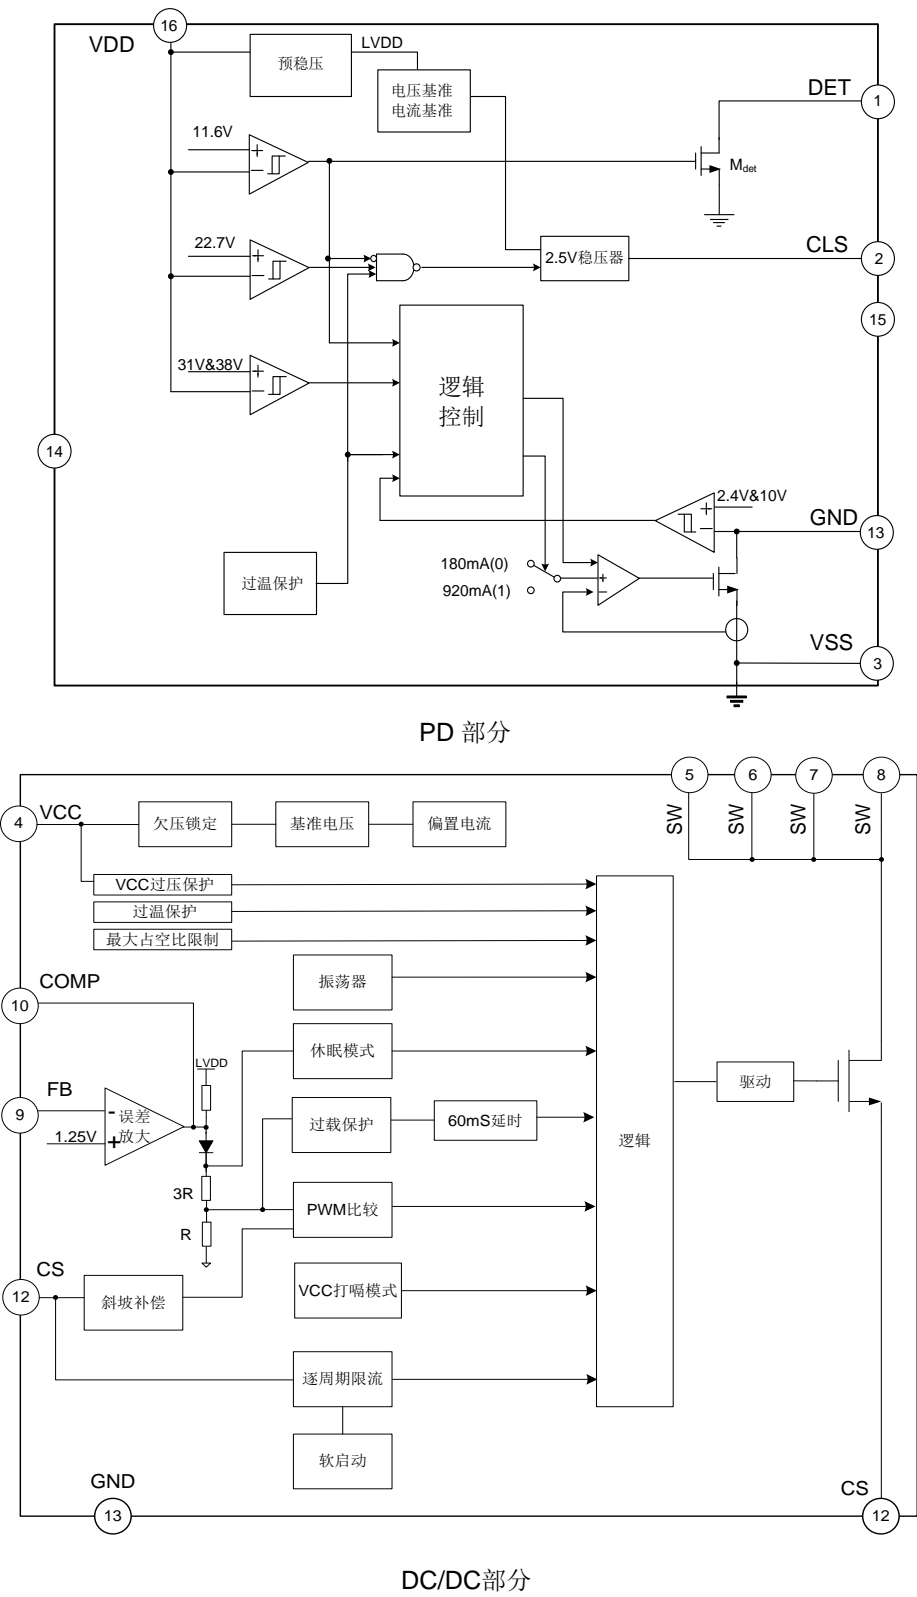 16
VDD
预稳压
LVDD
电压基准
电流基准
DET
1
11.6V
+
−
Mdet
22.7V
+
−
2.5V稳压器
CLS
2
15
31V&38V
+
−
逻辑
控制
14
2.4V&10V
+
−
GND
13
过温保护
180mA(0)
920mA(1)
+
−
VSS
3
PD 部分
5
6
7
8
SW
SW
SW
SW
4
VCC
欠压锁定
基准电压
偏置电流
VCC过压保护
过温保护
最大占空比限制
COMP
10
振荡器
休眠模式
LVDD
FB
9
-
误差
放大
1.25V
+
过载保护
60mS延时
逻辑
驱动
3R
R
PWM比较
CS
12
斜坡补偿
VCC打嗝模式
逐周期限流
软启动
GND
13
CS
12
DC/DC部分